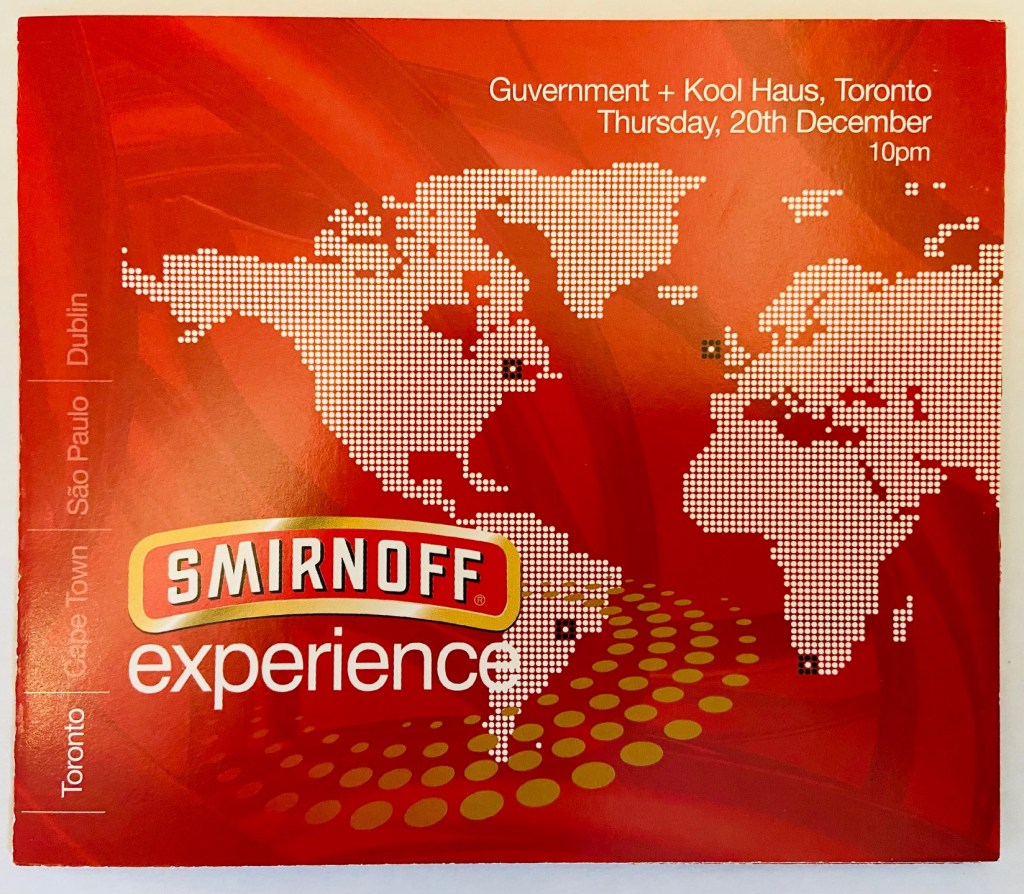 Guvernment + Kool Haus, Toronto
Thursday, 20th December
10pm
Dublin
São Paulo
Cape Town
Toronto
SMIRNOFF®
experience